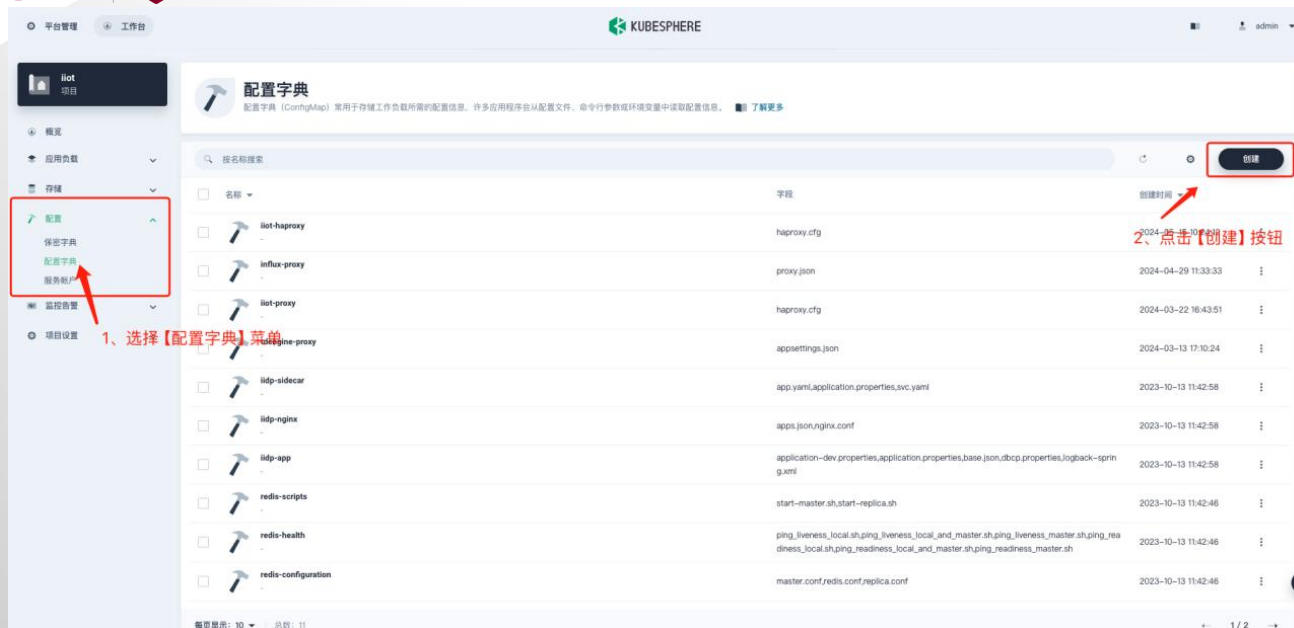 平台管理
工作台
KUBESPHERE
admin
iiot
项目
概览
应用负载
存储
配置
保密字典
配置字典
服务帐户
监控告警
项目设置
配置字典
配置字典（ConfigMap）常用于存储工作负载所需的配置信息，许多应用程序会从配置文件、命令行参数或环境变量中读取配置信息。 了解更多
按名称搜索
创建
名称 字段 创建时间
iiot-haproxy
-
haproxy.cfg
2、点击【创建】按钮
influx-proxy
-
proxy.json
2024-04-29 11:33:33
iiot-proxy
-
haproxy.cfg
2024-03-22 16:43:51
1、选择【配置字典】菜单
appsettings.json
2024-03-13 17:10:24
iidp-sidecar
-
app.yaml,application.properties,svc.yaml
2023-10-13 11:42:58
iidp-nginx
-
apps.json,nginx.conf
2023-10-13 11:42:58
iidp-app
-
application-dev.properties,application.properties,base.json,dbcp.properties,logback-sprin
g.xml
2023-10-13 11:42:58
redis-scripts
-
start-master.sh,start-replica.sh
2023-10-13 11:42:46
redis-health
-
ping_liveness_local.sh,ping_liveness_local_and_master.sh,ping_liveness_master.sh,ping_rea
diness_local.sh,ping_readiness_local_and_master.sh,ping_readiness_master.sh
2023-10-13 11:42:46
redis-configuration
-
master.conf,redis.conf,replica.conf
2023-10-13 11:42:46
每页显示：10 总数：11
1 / 2